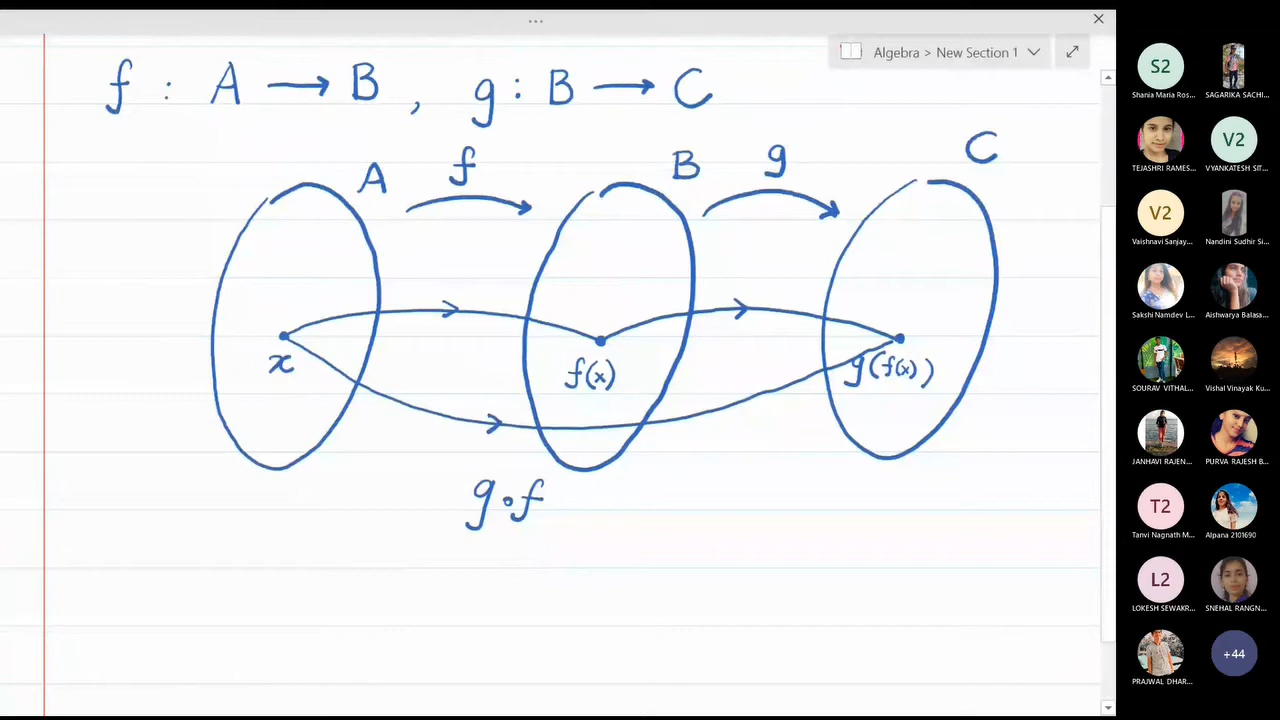 Algebra > New Section 1
f : A → B , g : B → C
A f B g C
x f(x) g(f(x))
g∘f
S2 Shania Maria Ros... SAGARIKA SACHI...
TEJASHRI RAMES... V2 VYANKATESH SIT...
V2 Vaishnavi Sanjay... Nandini Sudhir Si...
Sakshi Namdev L... Aishwarya Balasa...
SOURAV VITHAL... Vishal Vinayak Ku...
JANHAVI RAJEN... PURVA RAJESH B...
T2 Tanvi Nagnath M... Alpana 2101690
L2 LOKESH SEWAKR... SNEHAL RANGN...
PRAJWAL DHAR... +44